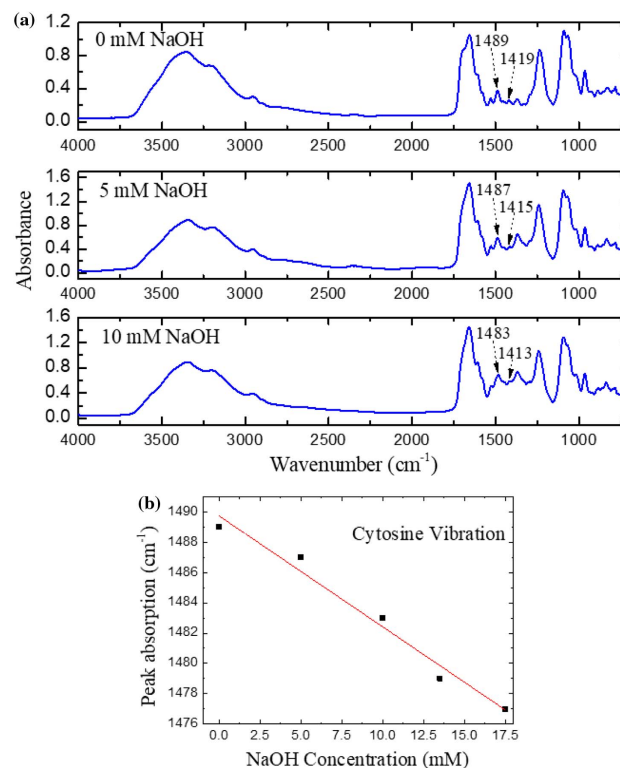 (a)
1.2
0 mM NaOH
1489
1419
0.8
0.4
0.0
4000 3500 3000 2500 2000 1500 1000
1.6
5 mM NaOH
1487
1415
1.2
0.8
0.4
0.0
4000 3500 3000 2500 2000 1500 1000
1.6
10 mM NaOH
1483
1413
1.2
0.8
0.4
0.0
4000 3500 3000 2500 2000 1500 1000
Absorbance
Wavenumber (cm⁻¹)
(b)
1490
1488
1486
1484
1482
1480
1478
1476
Cytosine Vibration
Peak absorption (cm⁻¹)
0.0 2.5 5.0 7.5 10.0 12.5 15.0 17.5
NaOH Concentration (mM)